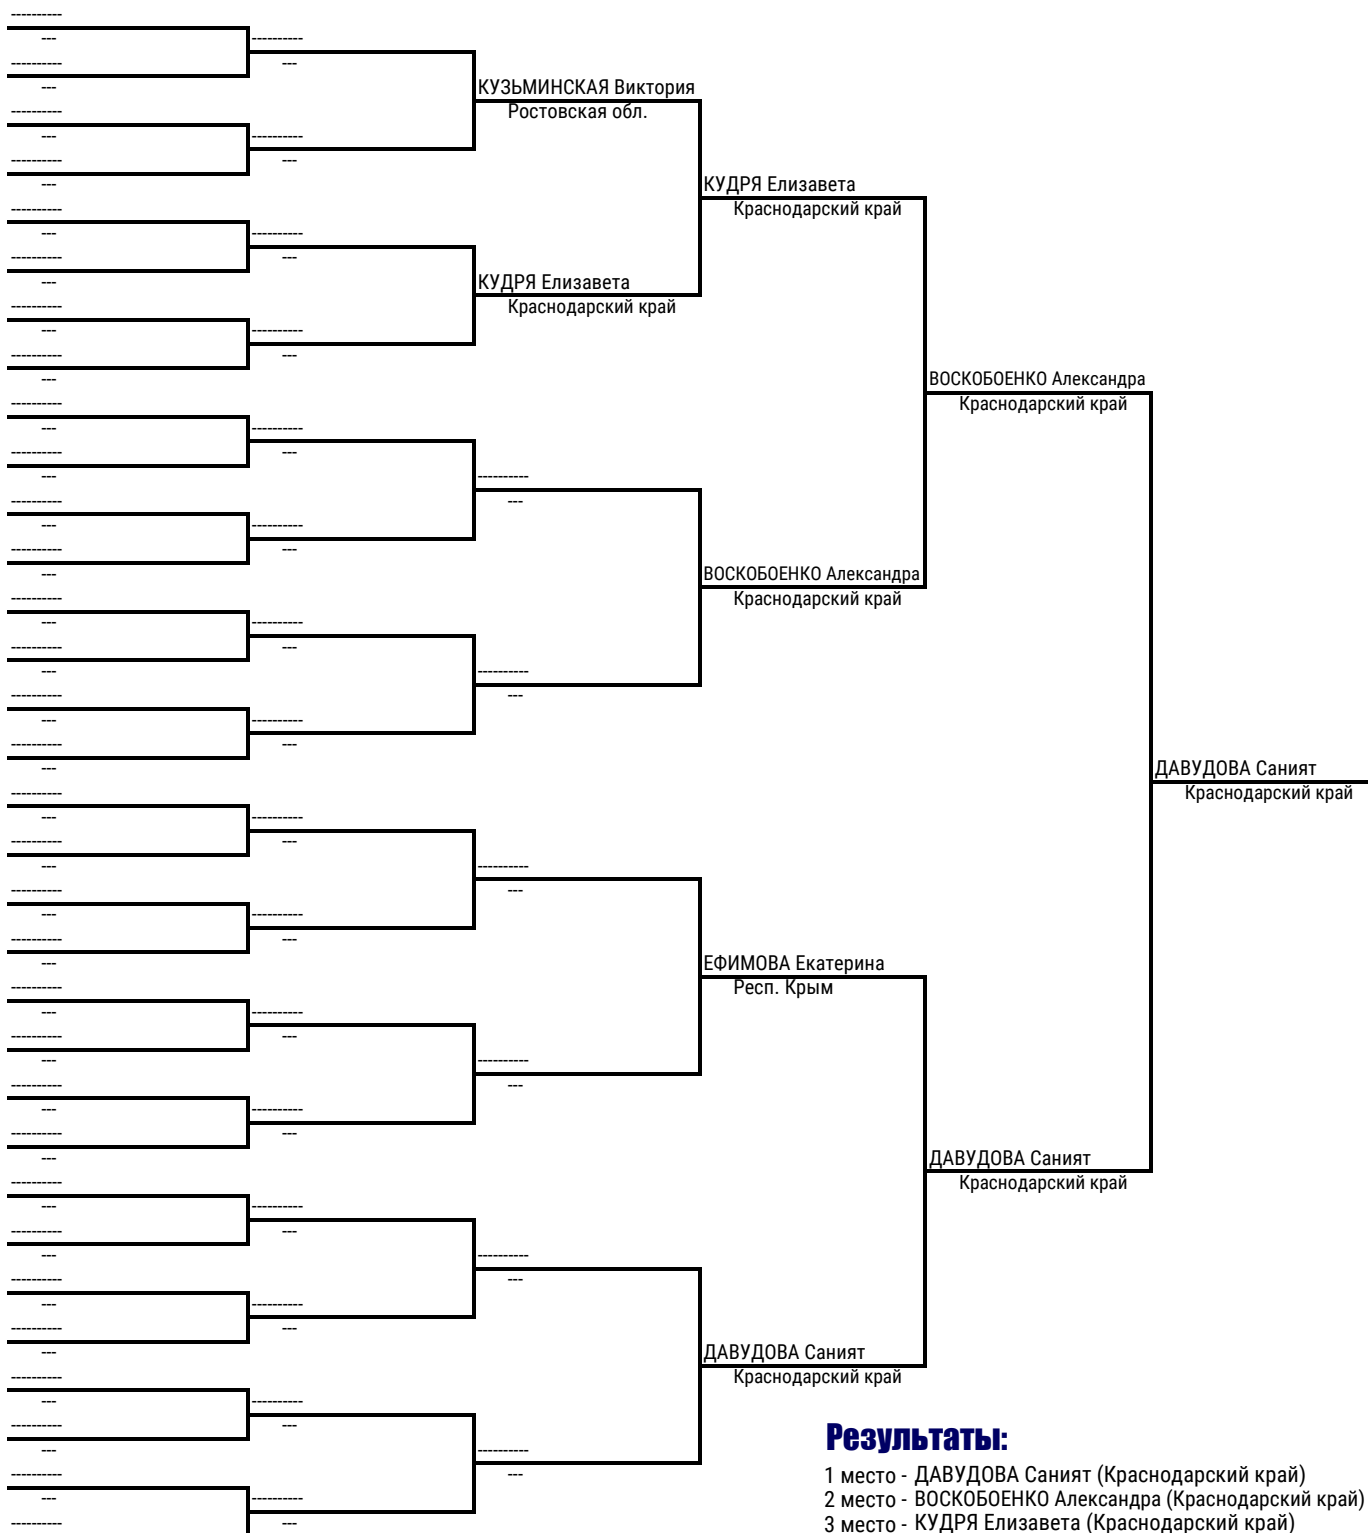 КУЗЬМИНСКАЯ Виктория
Ростовская обл.
КУДРЯ Елизавета
Краснодарский край
КУДРЯ Елизавета
Краснодарский край
ВОСКОБОЕНКО Александра
Краснодарский край
ВОСКОБОЕНКО Александра
Краснодарский край
ДАВУДОВА Саният
Краснодарский край
ЕФИМОВА Екатерина
Респ. Крым
ДАВУДОВА Саният
Краснодарский край
ДАВУДОВА Саният
Краснодарский край
Результаты:
1 место - ДАВУДОВА Саният (Краснодарский край)
2 место - ВОСКОБОЕНКО Александра (Краснодарский край)
3 место - КУДРЯ Елизавета (Краснодарский край)